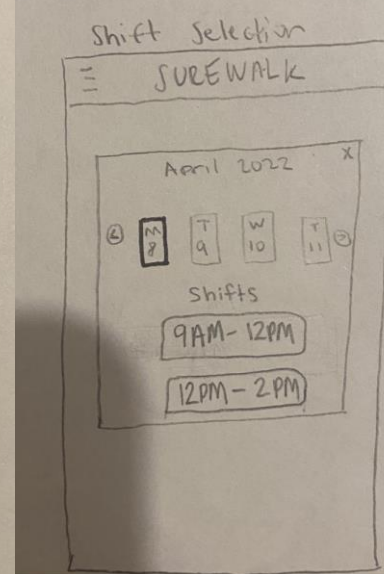 Shift Selection
SUREWALK
April 2022 X
M T W T
8 9 10 11
Shifts
9AM - 12PM
12PM - 2PM